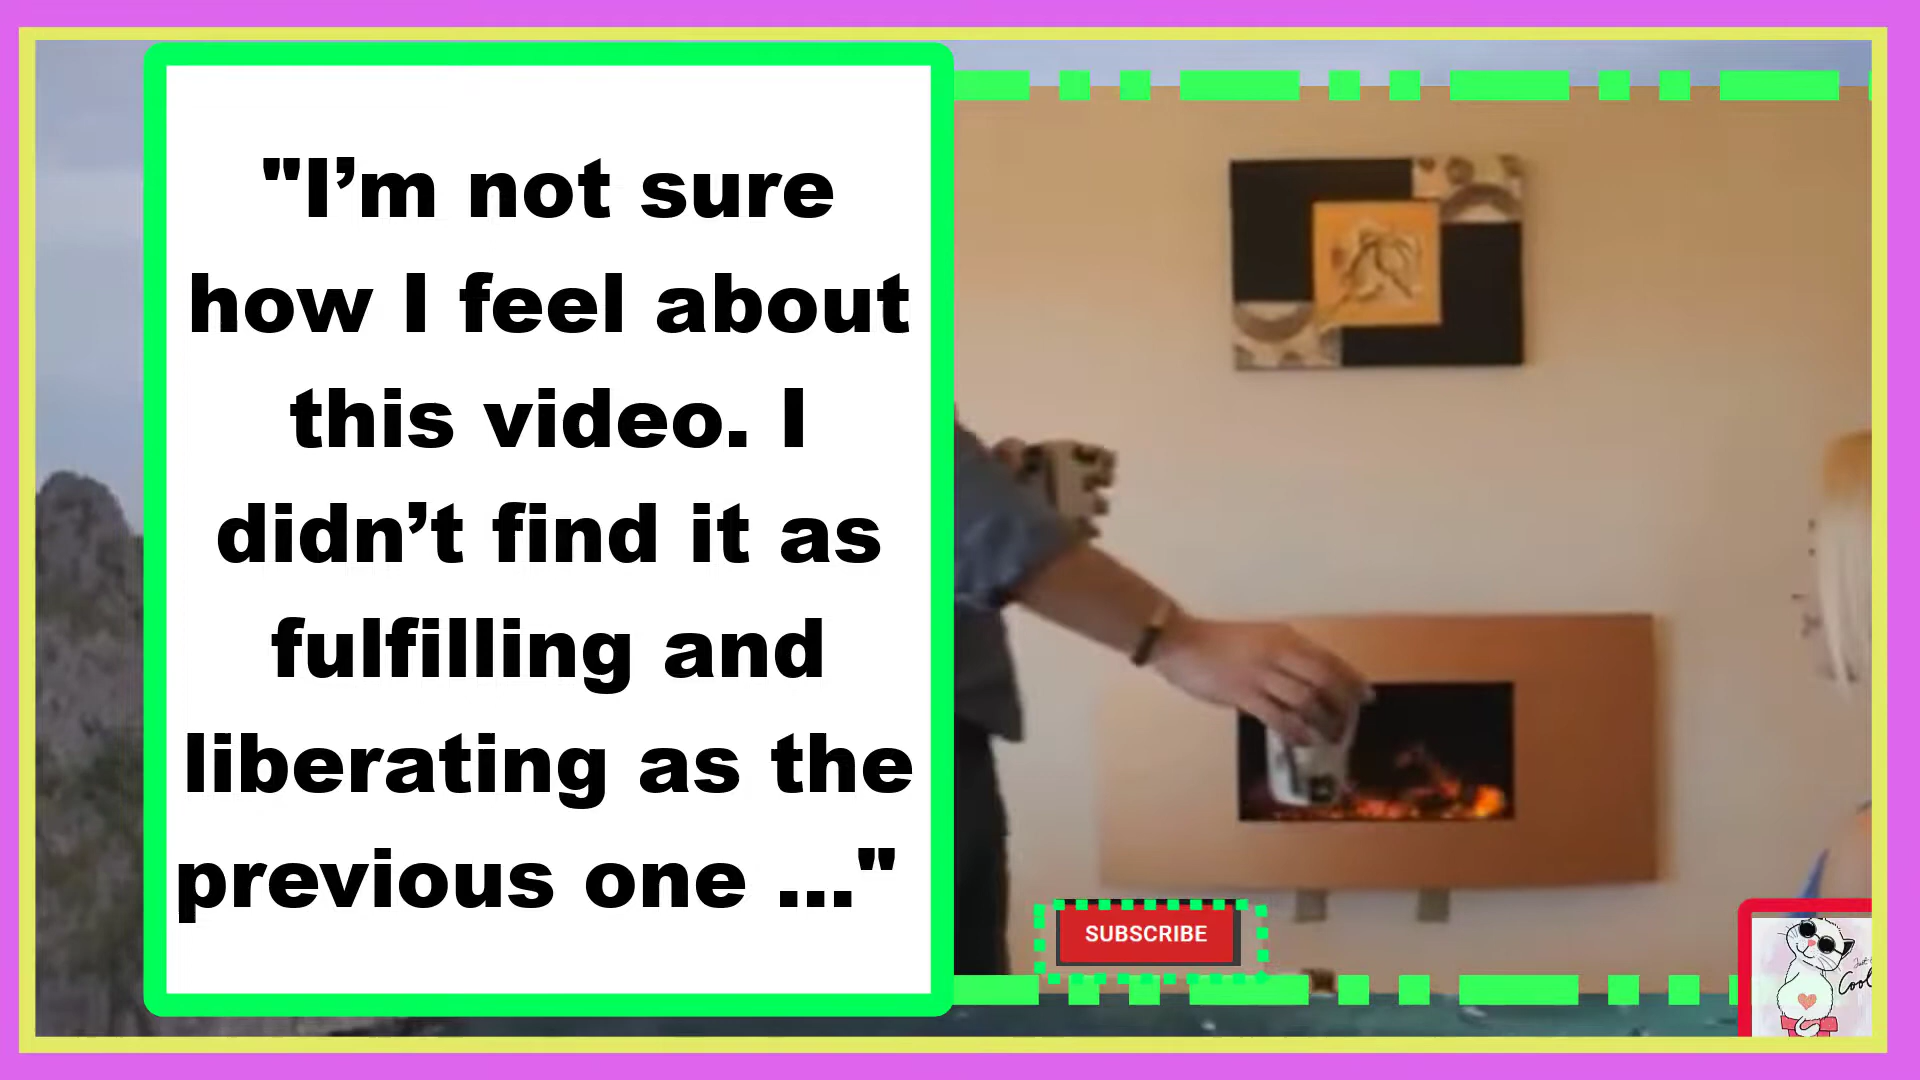 "I’m not sure
how I feel about
this video. I
didn’t find it as
fulfilling and
liberating as the
previous one ..."
SUBSCRIBE
Cool